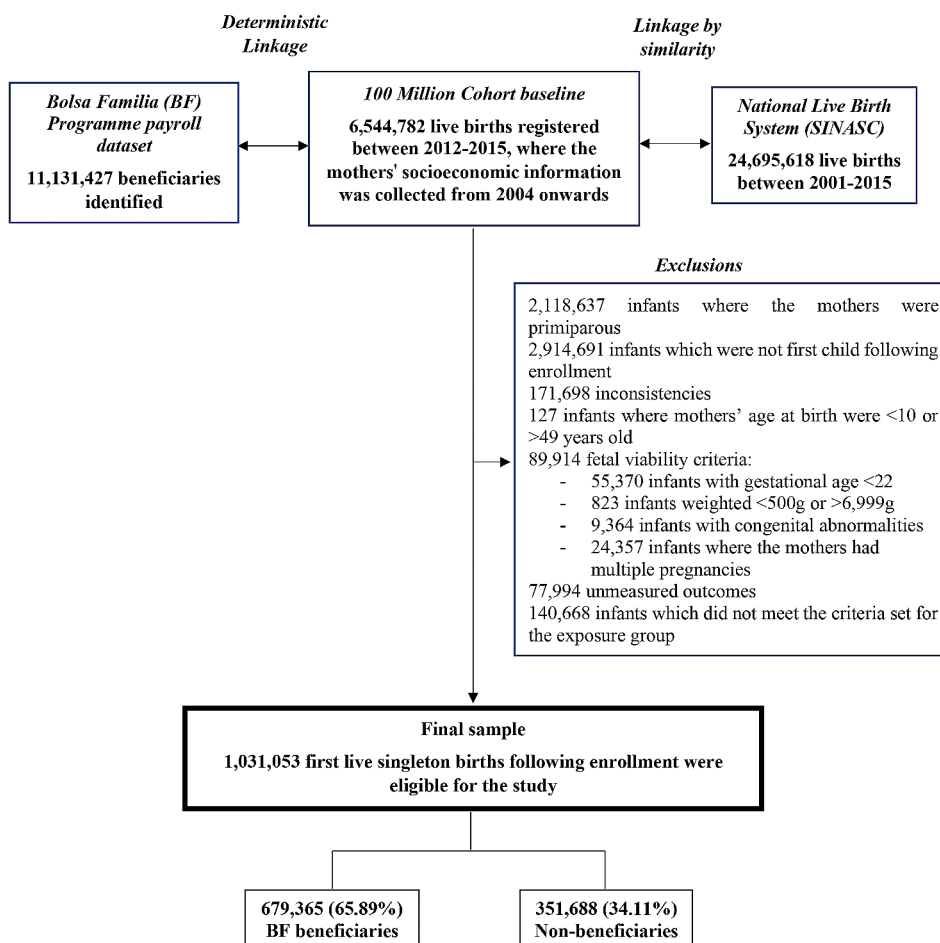 Deterministic
Linkage
Linkage by
similarity
Bolsa Familia (BF)
Programme payroll
dataset
11,131,427 beneficiaries
identified
100 Million Cohort baseline
6,544,782 live births registered
between 2012-2015, where the
mothers' socioeconomic information
was collected from 2004 onwards
National Live Birth
System (SINASC)
24,695,618 live births
between 2001-2015
Exclusions
2,118,637 infants where the mothers were
primiparous
2,914,691 infants which were not first child following
enrollment
171,698 inconsistencies
127 infants where mothers’ age at birth were <10 or
>49 years old
89,914 fetal viability criteria:
- 55,370 infants with gestational age <22
- 823 infants weighted <500g or >6,999g
- 9,364 infants with congenital abnormalities
- 24,357 infants where the mothers had
multiple pregnancies
77,994 unmeasured outcomes
140,668 infants which did not meet the criteria set for
the exposure group
Final sample
1,031,053 first live singleton births following enrollment were
eligible for the study
679,365 (65.89%)
BF beneficiaries
351,688 (34.11%)
Non-beneficiaries